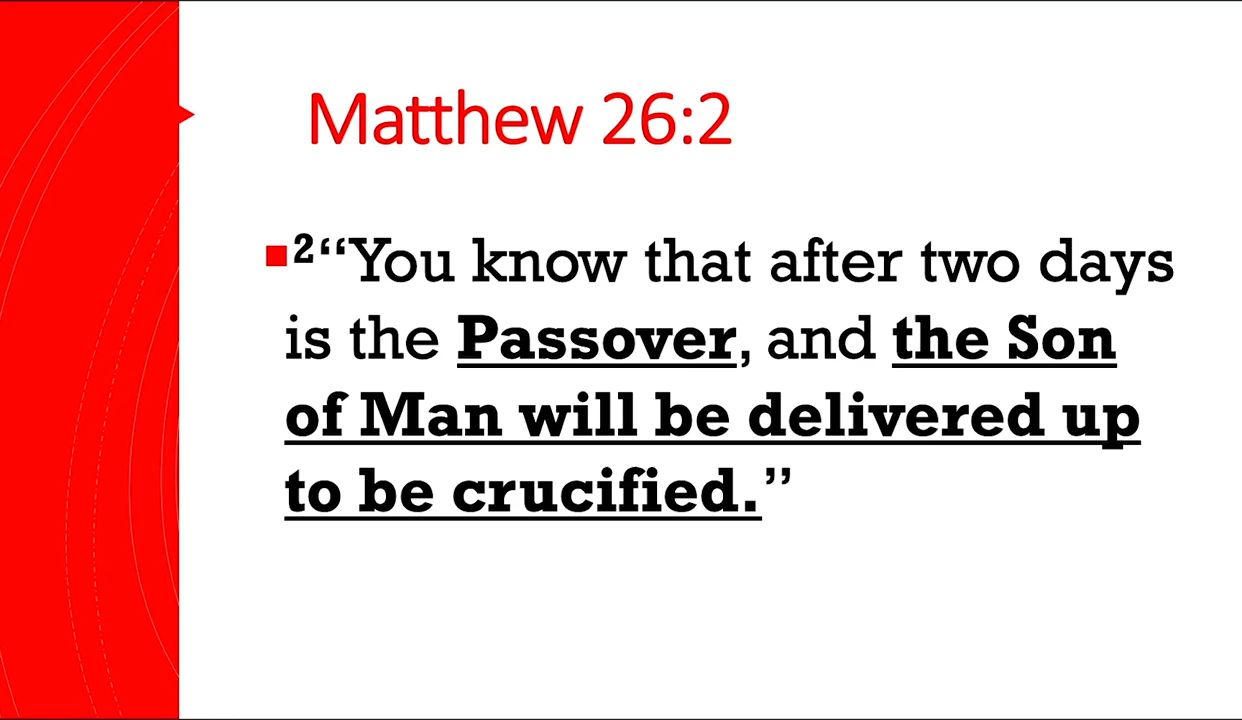 Matthew 26:2
²“You know that after two days
is the Passover, and the Son
of Man will be delivered up
to be crucified.”